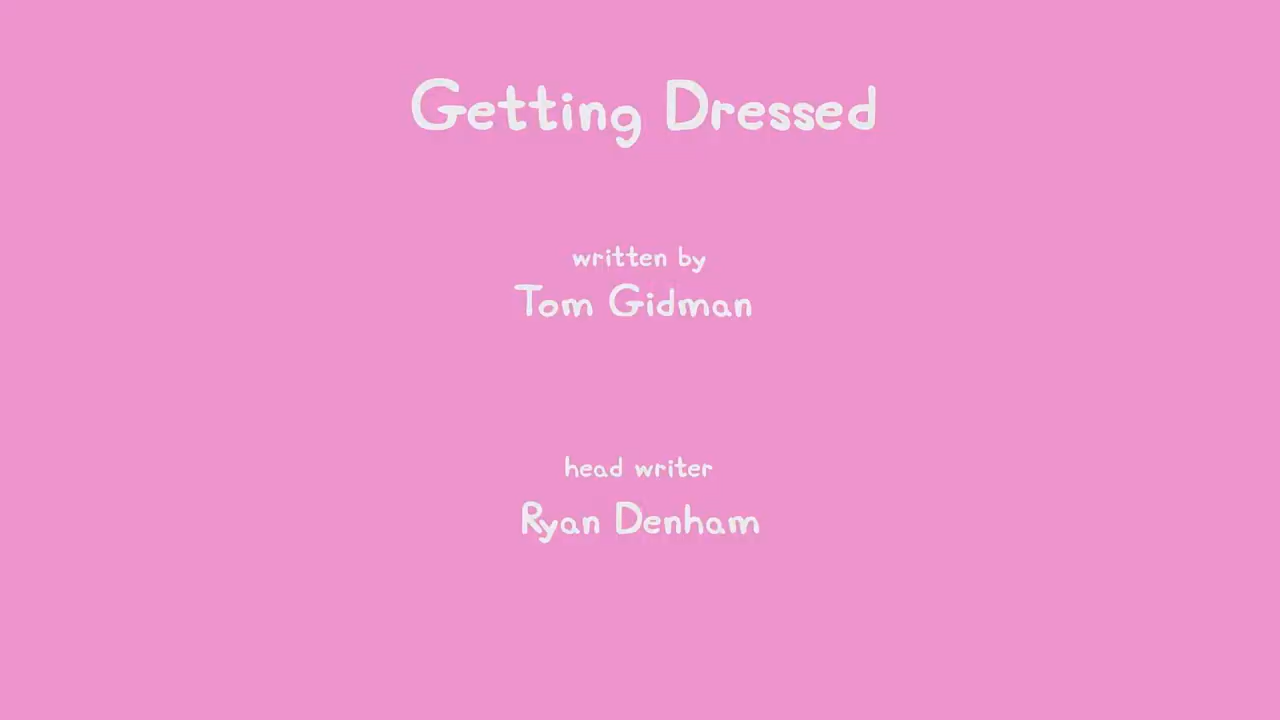 Getting Dressed
written by
Tom Gidman
head writer
Ryan Denham